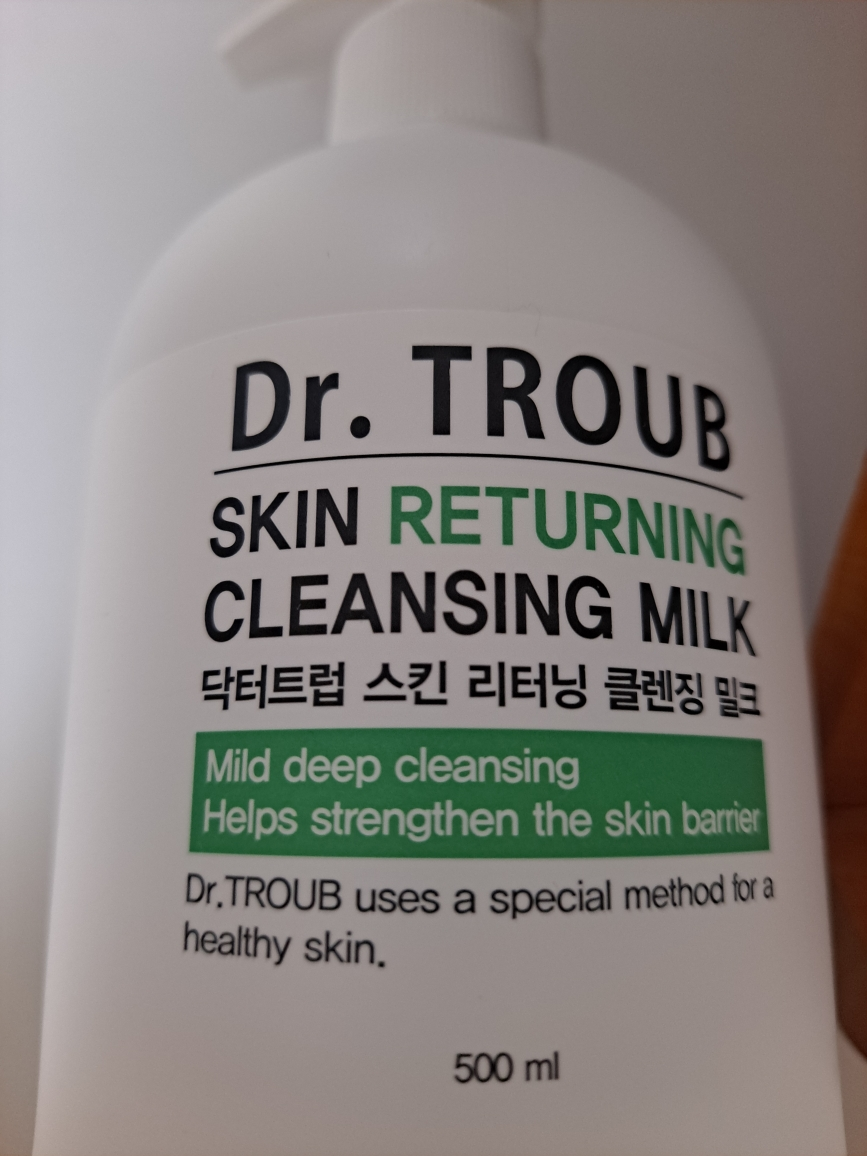 Dr. TROUB
SKIN RETURNING
CLEANSING MILK
닥터트럽 스킨 리터닝 클렌징 밀크
Mild deep cleansing
Helps strengthen the skin barrier
Dr.TROUB uses a special method for a
healthy skin.
500 ml